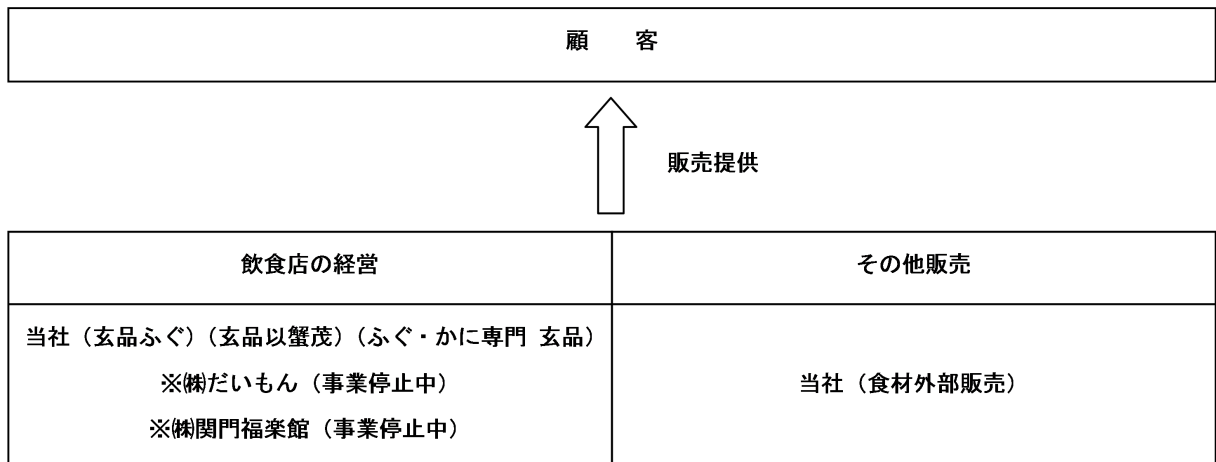 顧　　客
販売提供
飲食店の経営
その他販売
当社（玄品ふぐ）（玄品以蟹茂）（ふぐ・かに専門 玄品）
※㈱だいもん（事業停止中）
※㈱関門福楽館（事業停止中）
当社（食材外部販売）